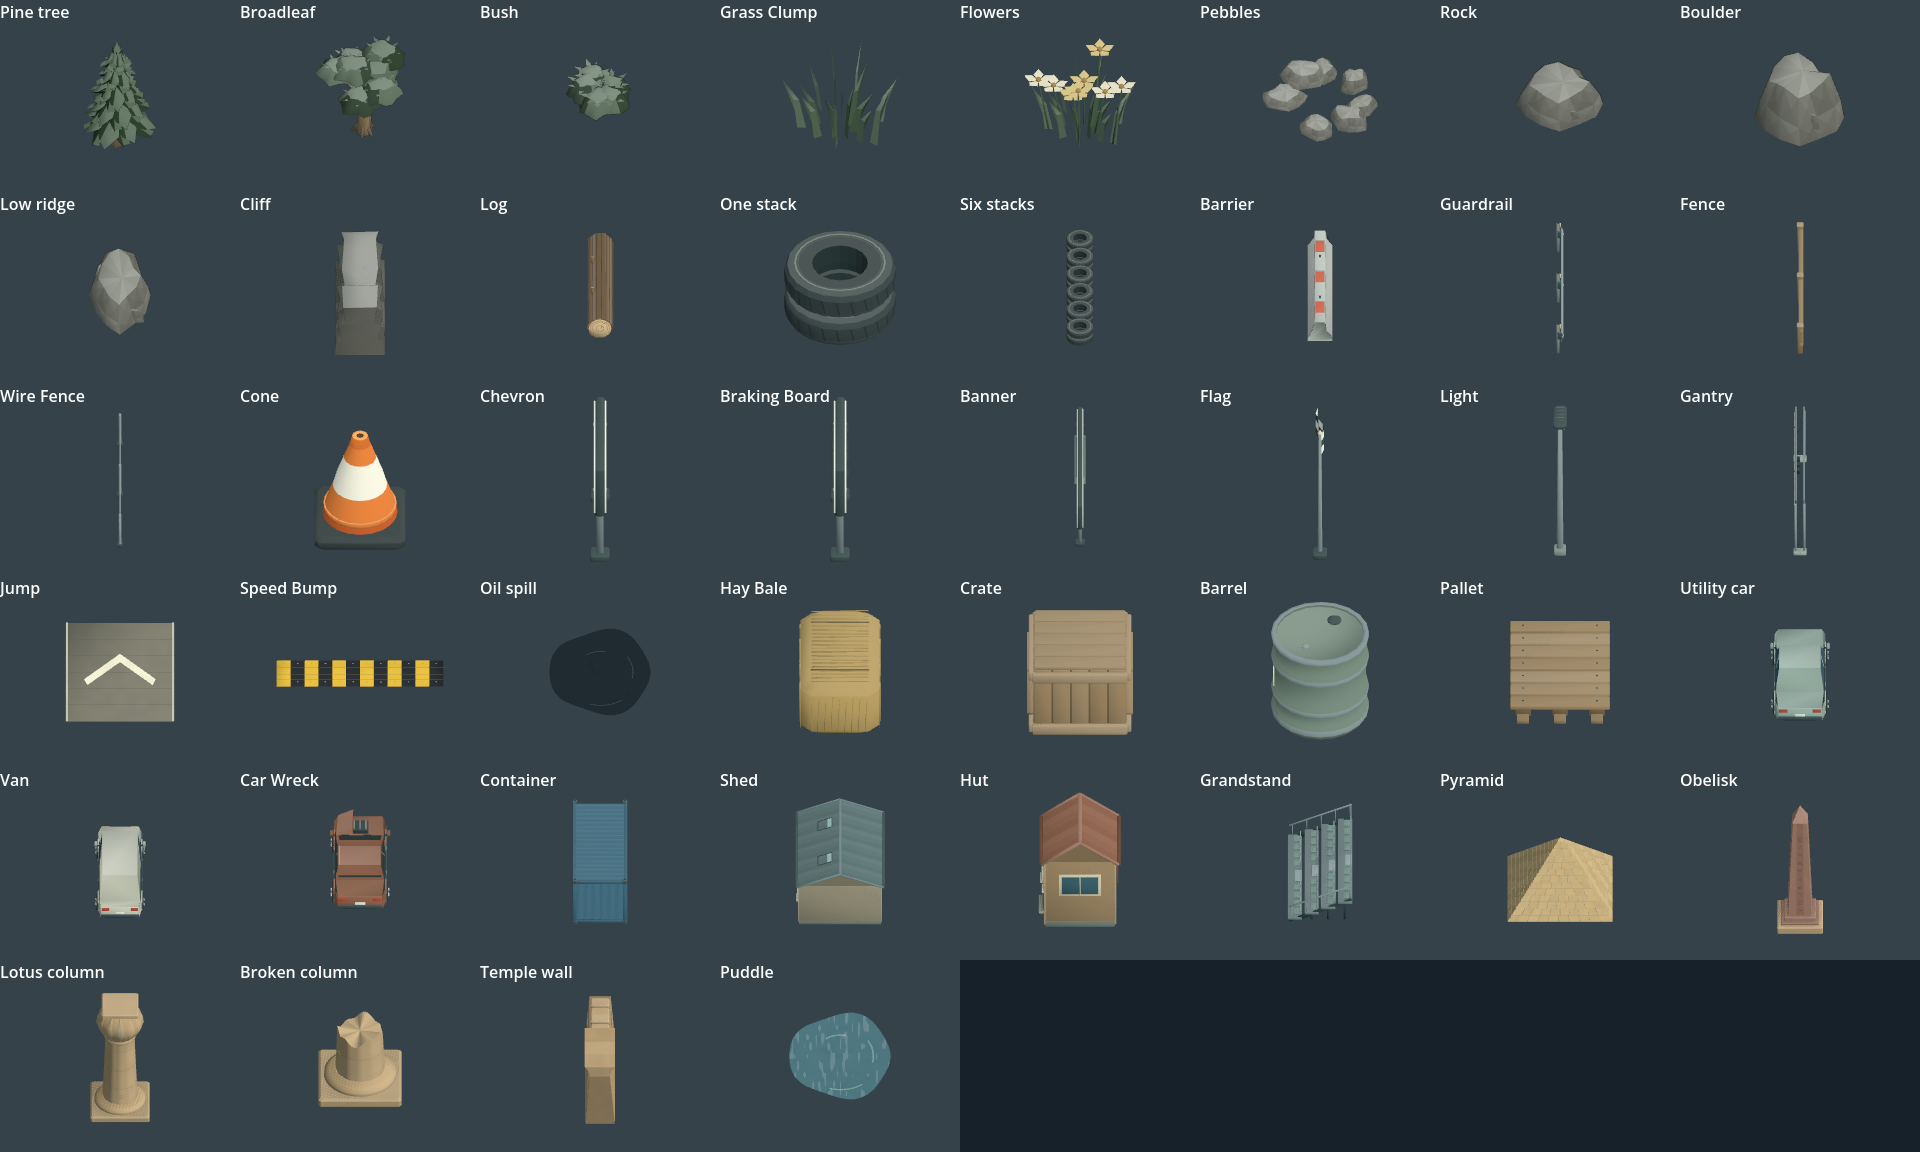 Pine tree
Broadleaf
Bush
Grass Clump
Flowers
Pebbles
Rock
Boulder
Low ridge
Cliff
Log
One stack
Six stacks
Barrier
Guardrail
Fence
Wire Fence
Cone
Chevron
Braking Board
Banner
Flag
Light
Gantry
Jump
Speed Bump
Oil spill
Hay Bale
Crate
Barrel
Pallet
Utility car
Van
Car Wreck
Container
Shed
Hut
Grandstand
Pyramid
Obelisk
Lotus column
Broken column
Temple wall
Puddle